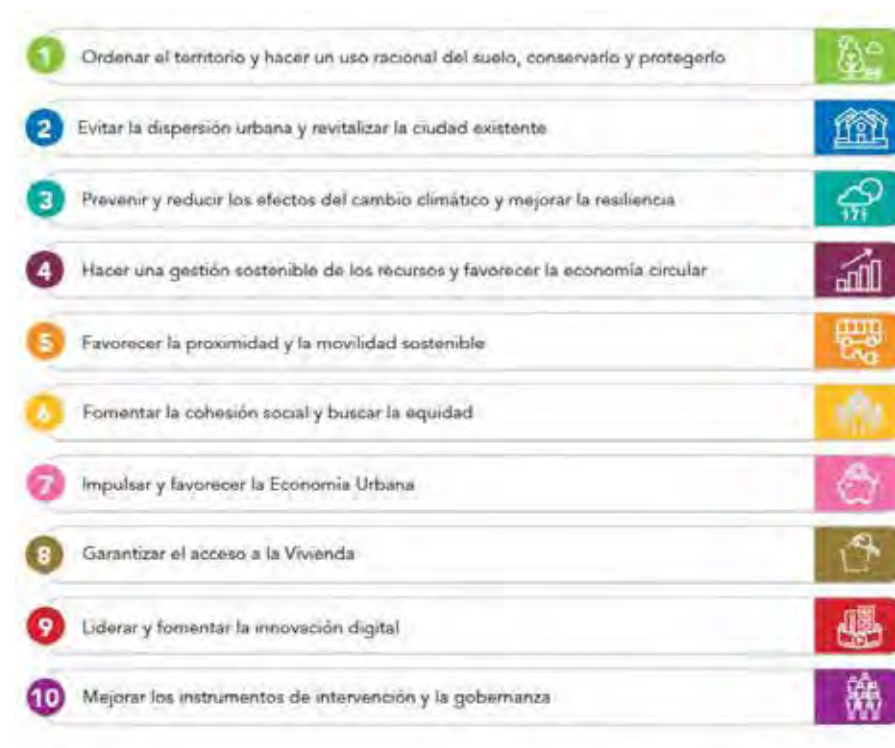 1 Ordenar el territorio y hacer un uso racional del suelo, conservarlo y protegerlo
2 Evitar la dispersión urbana y revitalizar la ciudad existente
3 Prevenir y reducir los efectos del cambio climático y mejorar la resiliencia
4 Hacer una gestión sostenible de los recursos y favorecer la economía circular
5 Favorecer la proximidad y la movilidad sostenible
6 Fomentar la cohesión social y buscar la equidad
7 Impulsar y favorecer la Economía Urbana
8 Garantizar el acceso a la Vivienda
9 Liderar y fomentar la innovación digital
10 Mejorar los instrumentos de intervención y la gobernanza